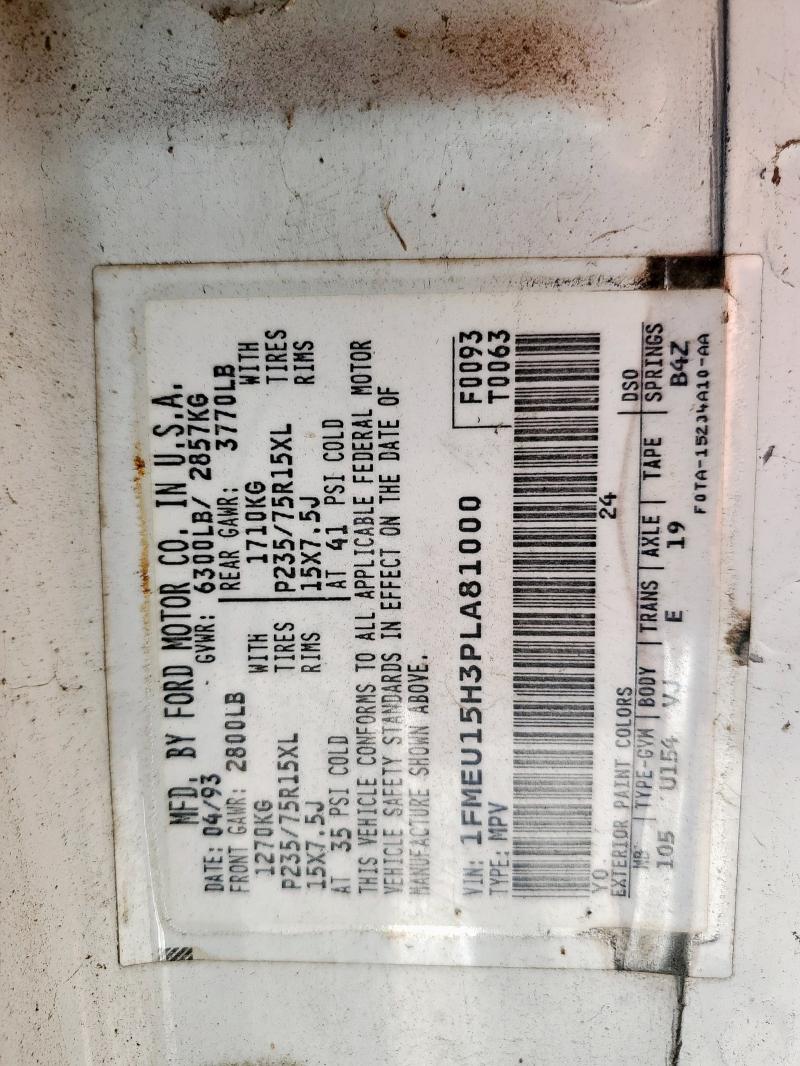 MFD. BY FORD MOTOR CO. IN U.S.A.
DATE: 04/93 GVWR: 6300LB/ 2857KG
FRONT GAWR: 2800LB REAR GAWR: 3770LB
1270KG WITH 1710KG WITH
P235/75R15XL TIRES P235/75R15XL TIRES
15X7.5J RIMS 15X7.5J RIMS
AT 35 PSI COLD AT 41 PSI COLD
THIS VEHICLE CONFORMS TO ALL APPLICABLE FEDERAL MOTOR
VEHICLE SAFETY STANDARDS IN EFFECT ON THE DATE OF
MANUFACTURE SHOWN ABOVE.
VIN: 1FMEU15H3PLA81000 F0093
TYPE: MPV T0063
YO 24
EXTERIOR PAINT COLORS DSO
WB TYPE-GVW BODY TRANS AXLE TAPE SPRINGS
105 U154 VJ E 19 B4Z
F0TA-15234A10-AA